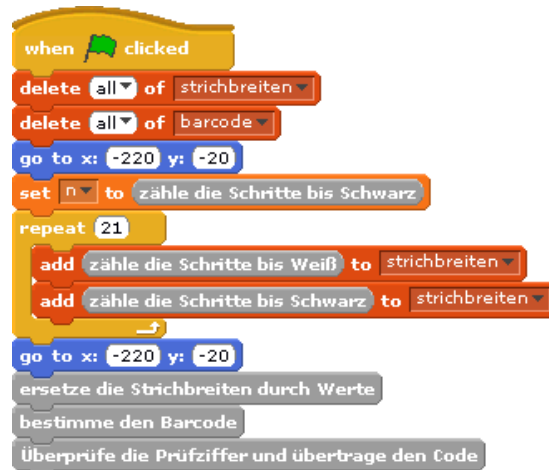 when clicked
delete all of strichbreiten
delete all of barcode
go to x: -220 y: -20
set n to zähle die Schritte bis Schwarz
repeat 21
add zähle die Schritte bis Weiß to strichbreiten
add zähle die Schritte bis Schwarz to strichbreiten
go to x: -220 y: -20
ersetze die Strichbreiten durch Werte
bestimme den Barcode
Überprüfe die Prüfziffer und übertrage den Code